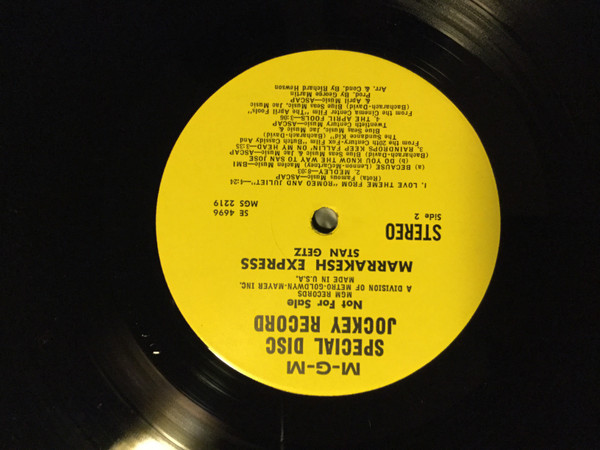 M-G-M
SPECIAL DISC
JOCKEY RECORD
Not For Sale
MGM RECORDS
A DIVISION OF METRO-GOLDWYN-MAYER INC.
MADE IN U.S.A.
MARRAKESH EXPRESS
STAN GETZ
STEREO
Side 2
SE 4696
MGS 2219
1. LOVE THEME FROM "ROMEO AND JULIET"—4:24
(Rota) Famous Music—ASCAP
2. MEDLEY—6:03
(a) BECAUSE (Lennon-McCartney) Maclen Music—BMI
(b) DO YOU KNOW THE WAY TO SAN JOSE
(Bacharach-David) Blue Seas Music & Jac Music—ASCAP
3. RAINDROPS KEEP FALLIN' ON MY HEAD—3:35
From the 20th Century-Fox Film "Butch Cassidy And
The Sundance Kid" (Bacharach-David)
Blue Seas Music, Jac Music &
Twentieth Century Music—ASCAP
4. THE APRIL FOOLS—3:06
From the Cinema Center Film "The April Fools"
(Bacharach-David) Blue Seas Music, Jac Music
& April Music—ASCAP
Prod. By George Martin
Arr. & Cond. By Richard Hewson